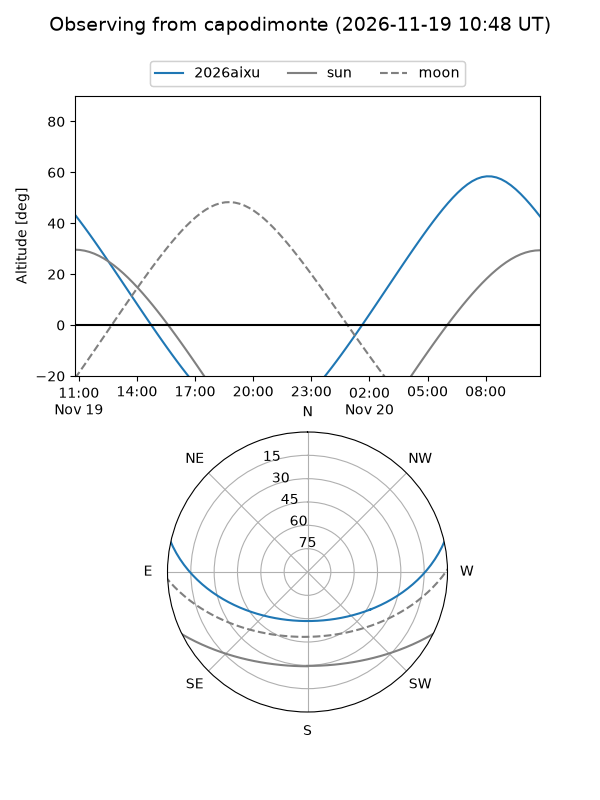 Observing from capodimonte (2026-11-19 10:48 UT)
2026aixu sun moon
Altitude [deg]
80
60
40
20
0
−20
11:00 14:00 17:00 20:00 23:00 02:00 05:00 08:00
Nov 19 Nov 20
N
NE NW
15
30
45
60
75
E W
SE SW
S